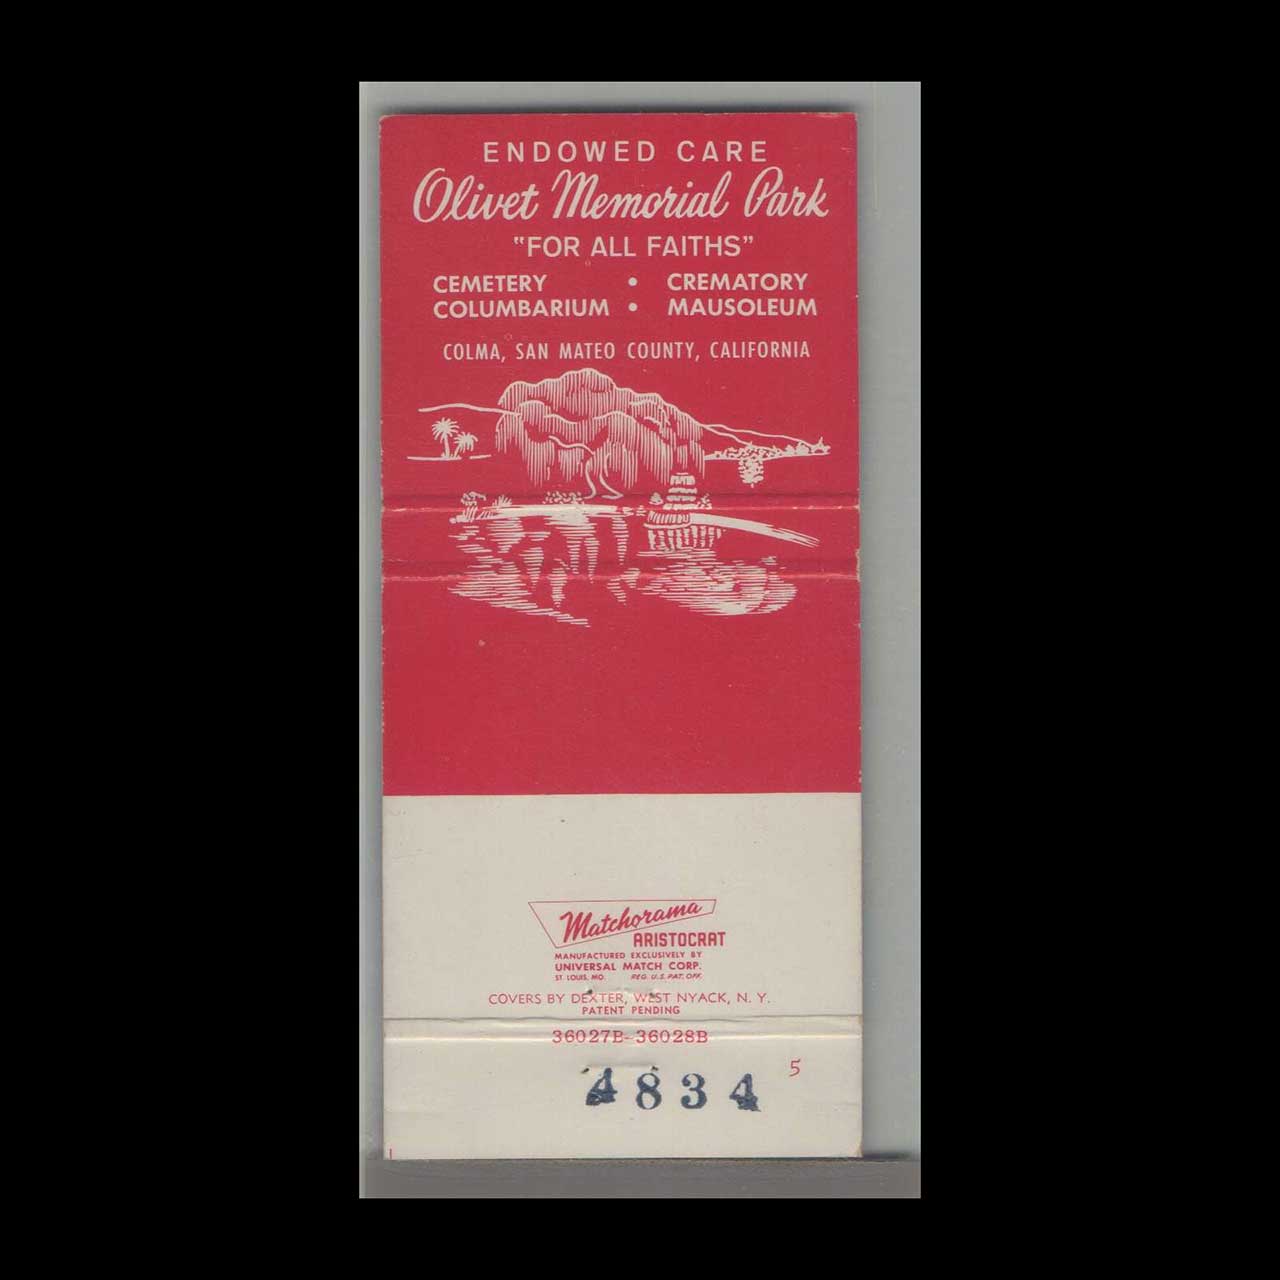 ENDOWED CARE
Olivet Memorial Park
"FOR ALL FAITHS"
CEMETERY • CREMATORY
COLUMBARIUM • MAUSOLEUM
COLMA, SAN MATEO COUNTY, CALIFORNIA
Matchorama
ARISTOCRAT
MANUFACTURED EXCLUSIVELY BY
UNIVERSAL MATCH CORP.
ST. LOUIS, MO. REG. U.S. PAT. OFF.
COVERS BY DEXTER, WEST NYACK, N. Y.
PATENT PENDING
36027B-36028B
5
4834